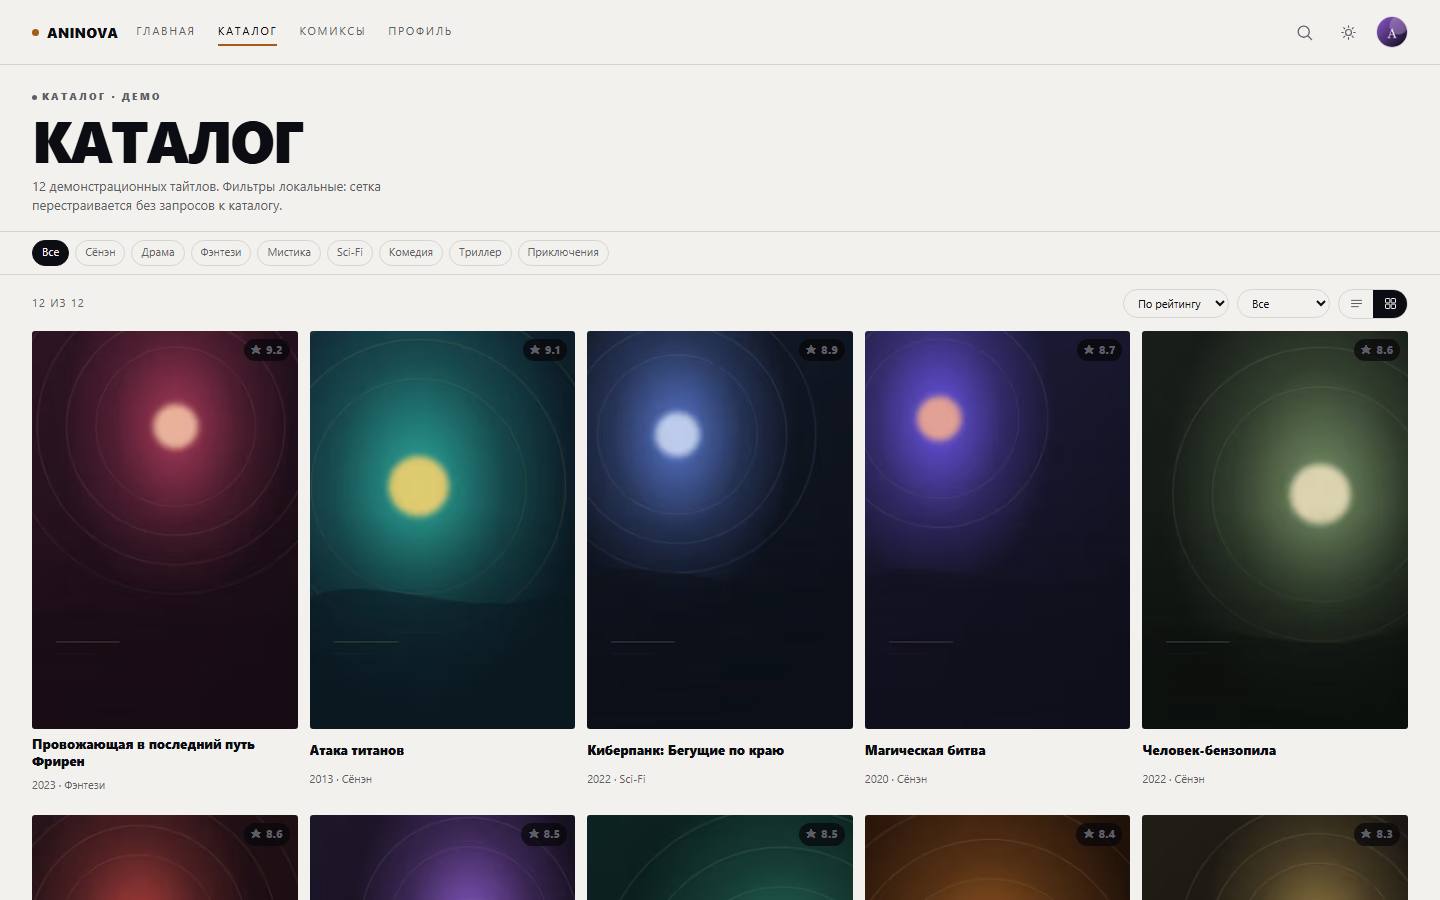 ANINOVA ГЛАВНАЯ КАТАЛОГ КОМИКСЫ ПРОФИЛЬ A
КАТАЛОГ · ДЕМО
КАТАЛОГ
12 демонстрационных тайтлов. Фильтры локальные: сетка
перестраивается без запросов к каталогу.
Все Сёнэн Драма Фэнтези Мистика Sci-Fi Комедия Триллер Приключения
12 ИЗ 12 По рейтингу Все
9.2 9.1 8.9 8.7 8.6
Провожающая в последний путь
Фрирен
2023 · Фэнтези
Атака титанов
2013 · Сёнэн
Киберпанк: Бегущие по краю
2022 · Sci-Fi
Магическая битва
2020 · Сёнэн
Человек-бензопила
2022 · Сёнэн
8.6 8.5 8.5 8.4 8.3